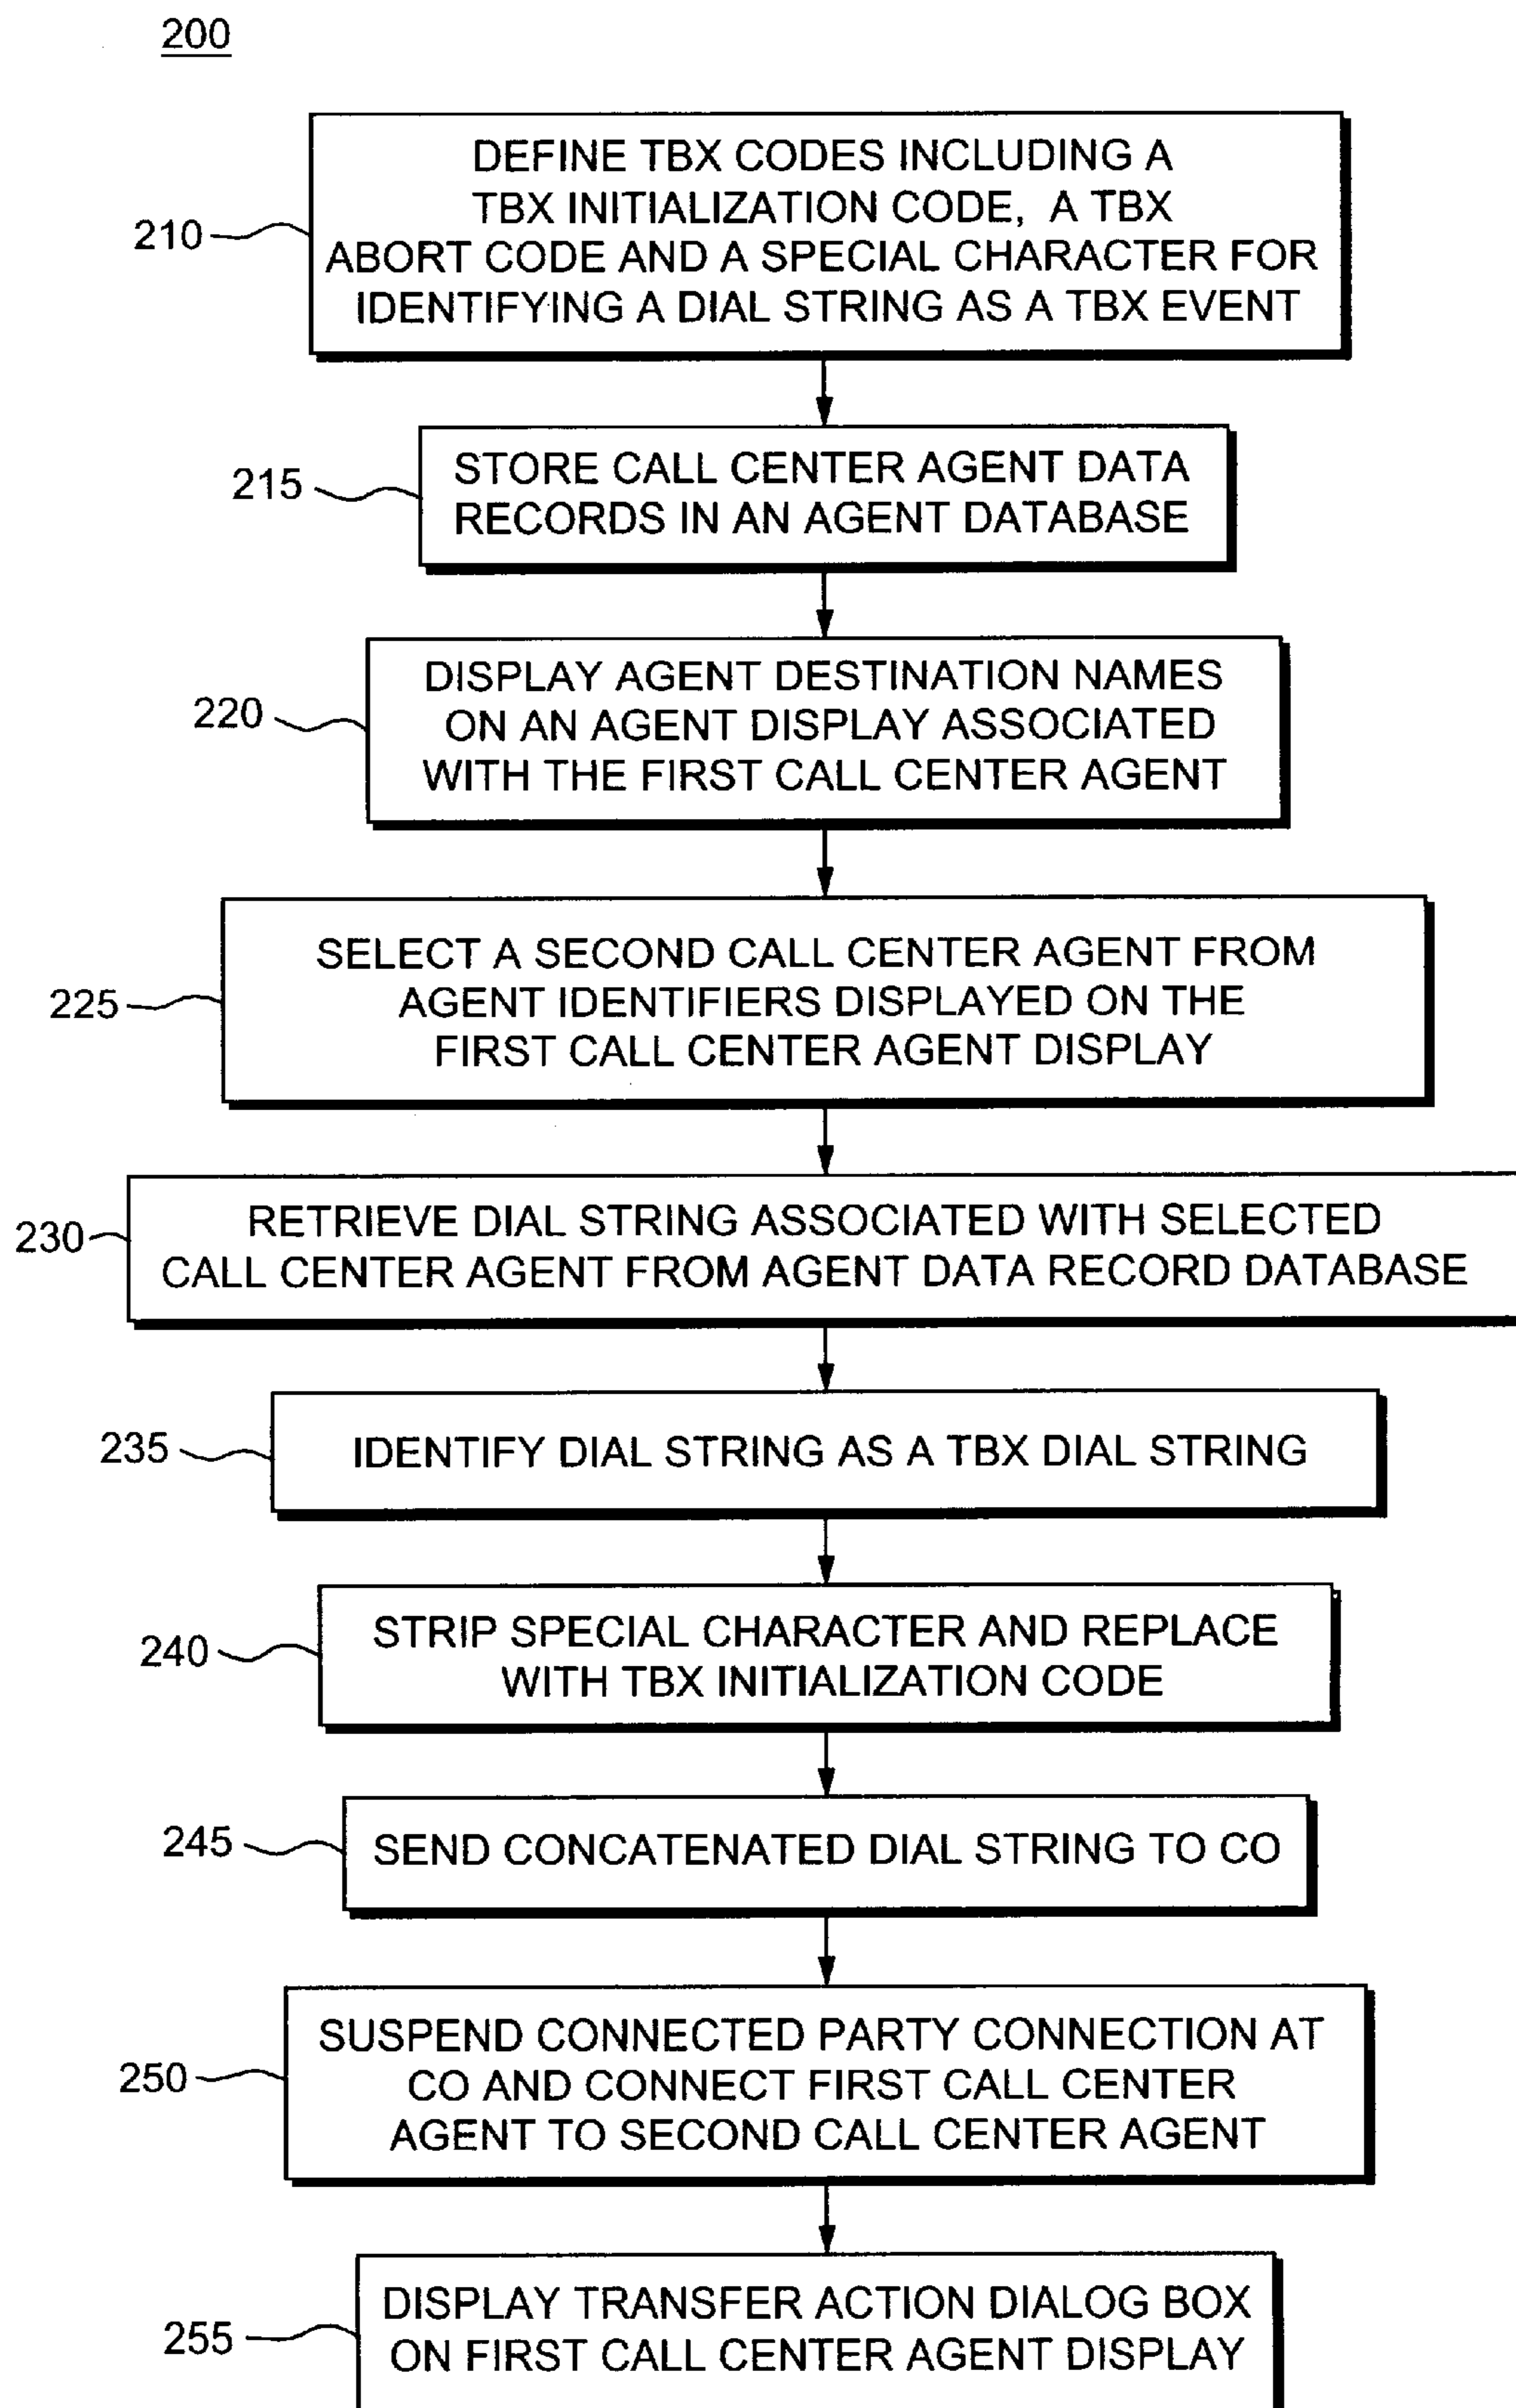 200
DEFINE TBX CODES INCLUDING A
TBX INITIALIZATION CODE, A TBX
ABORT CODE AND A SPECIAL CHARACTER FOR
IDENTIFYING A DIAL STRING AS A TBX EVENT
210
STORE CALL CENTER AGENT DATA
RECORDS IN AN AGENT DATABASE
215
DISPLAY AGENT DESTINATION NAMES
ON AN AGENT DISPLAY ASSOCIATED
WITH THE FIRST CALL CENTER AGENT
220
SELECT A SECOND CALL CENTER AGENT FROM
AGENT IDENTIFIERS DISPLAYED ON THE
FIRST CALL CENTER AGENT DISPLAY
225
RETRIEVE DIAL STRING ASSOCIATED WITH SELECTED
CALL CENTER AGENT FROM AGENT DATA RECORD DATABASE
230
IDENTIFY DIAL STRING AS A TBX DIAL STRING
235
STRIP SPECIAL CHARACTER AND REPLACE
WITH TBX INITIALIZATION CODE
240
SEND CONCATENATED DIAL STRING TO CO
245
SUSPEND CONNECTED PARTY CONNECTION AT
CO AND CONNECT FIRST CALL CENTER
AGENT TO SECOND CALL CENTER AGENT
250
DISPLAY TRANSFER ACTION DIALOG BOX
ON FIRST CALL CENTER AGENT DISPLAY
255